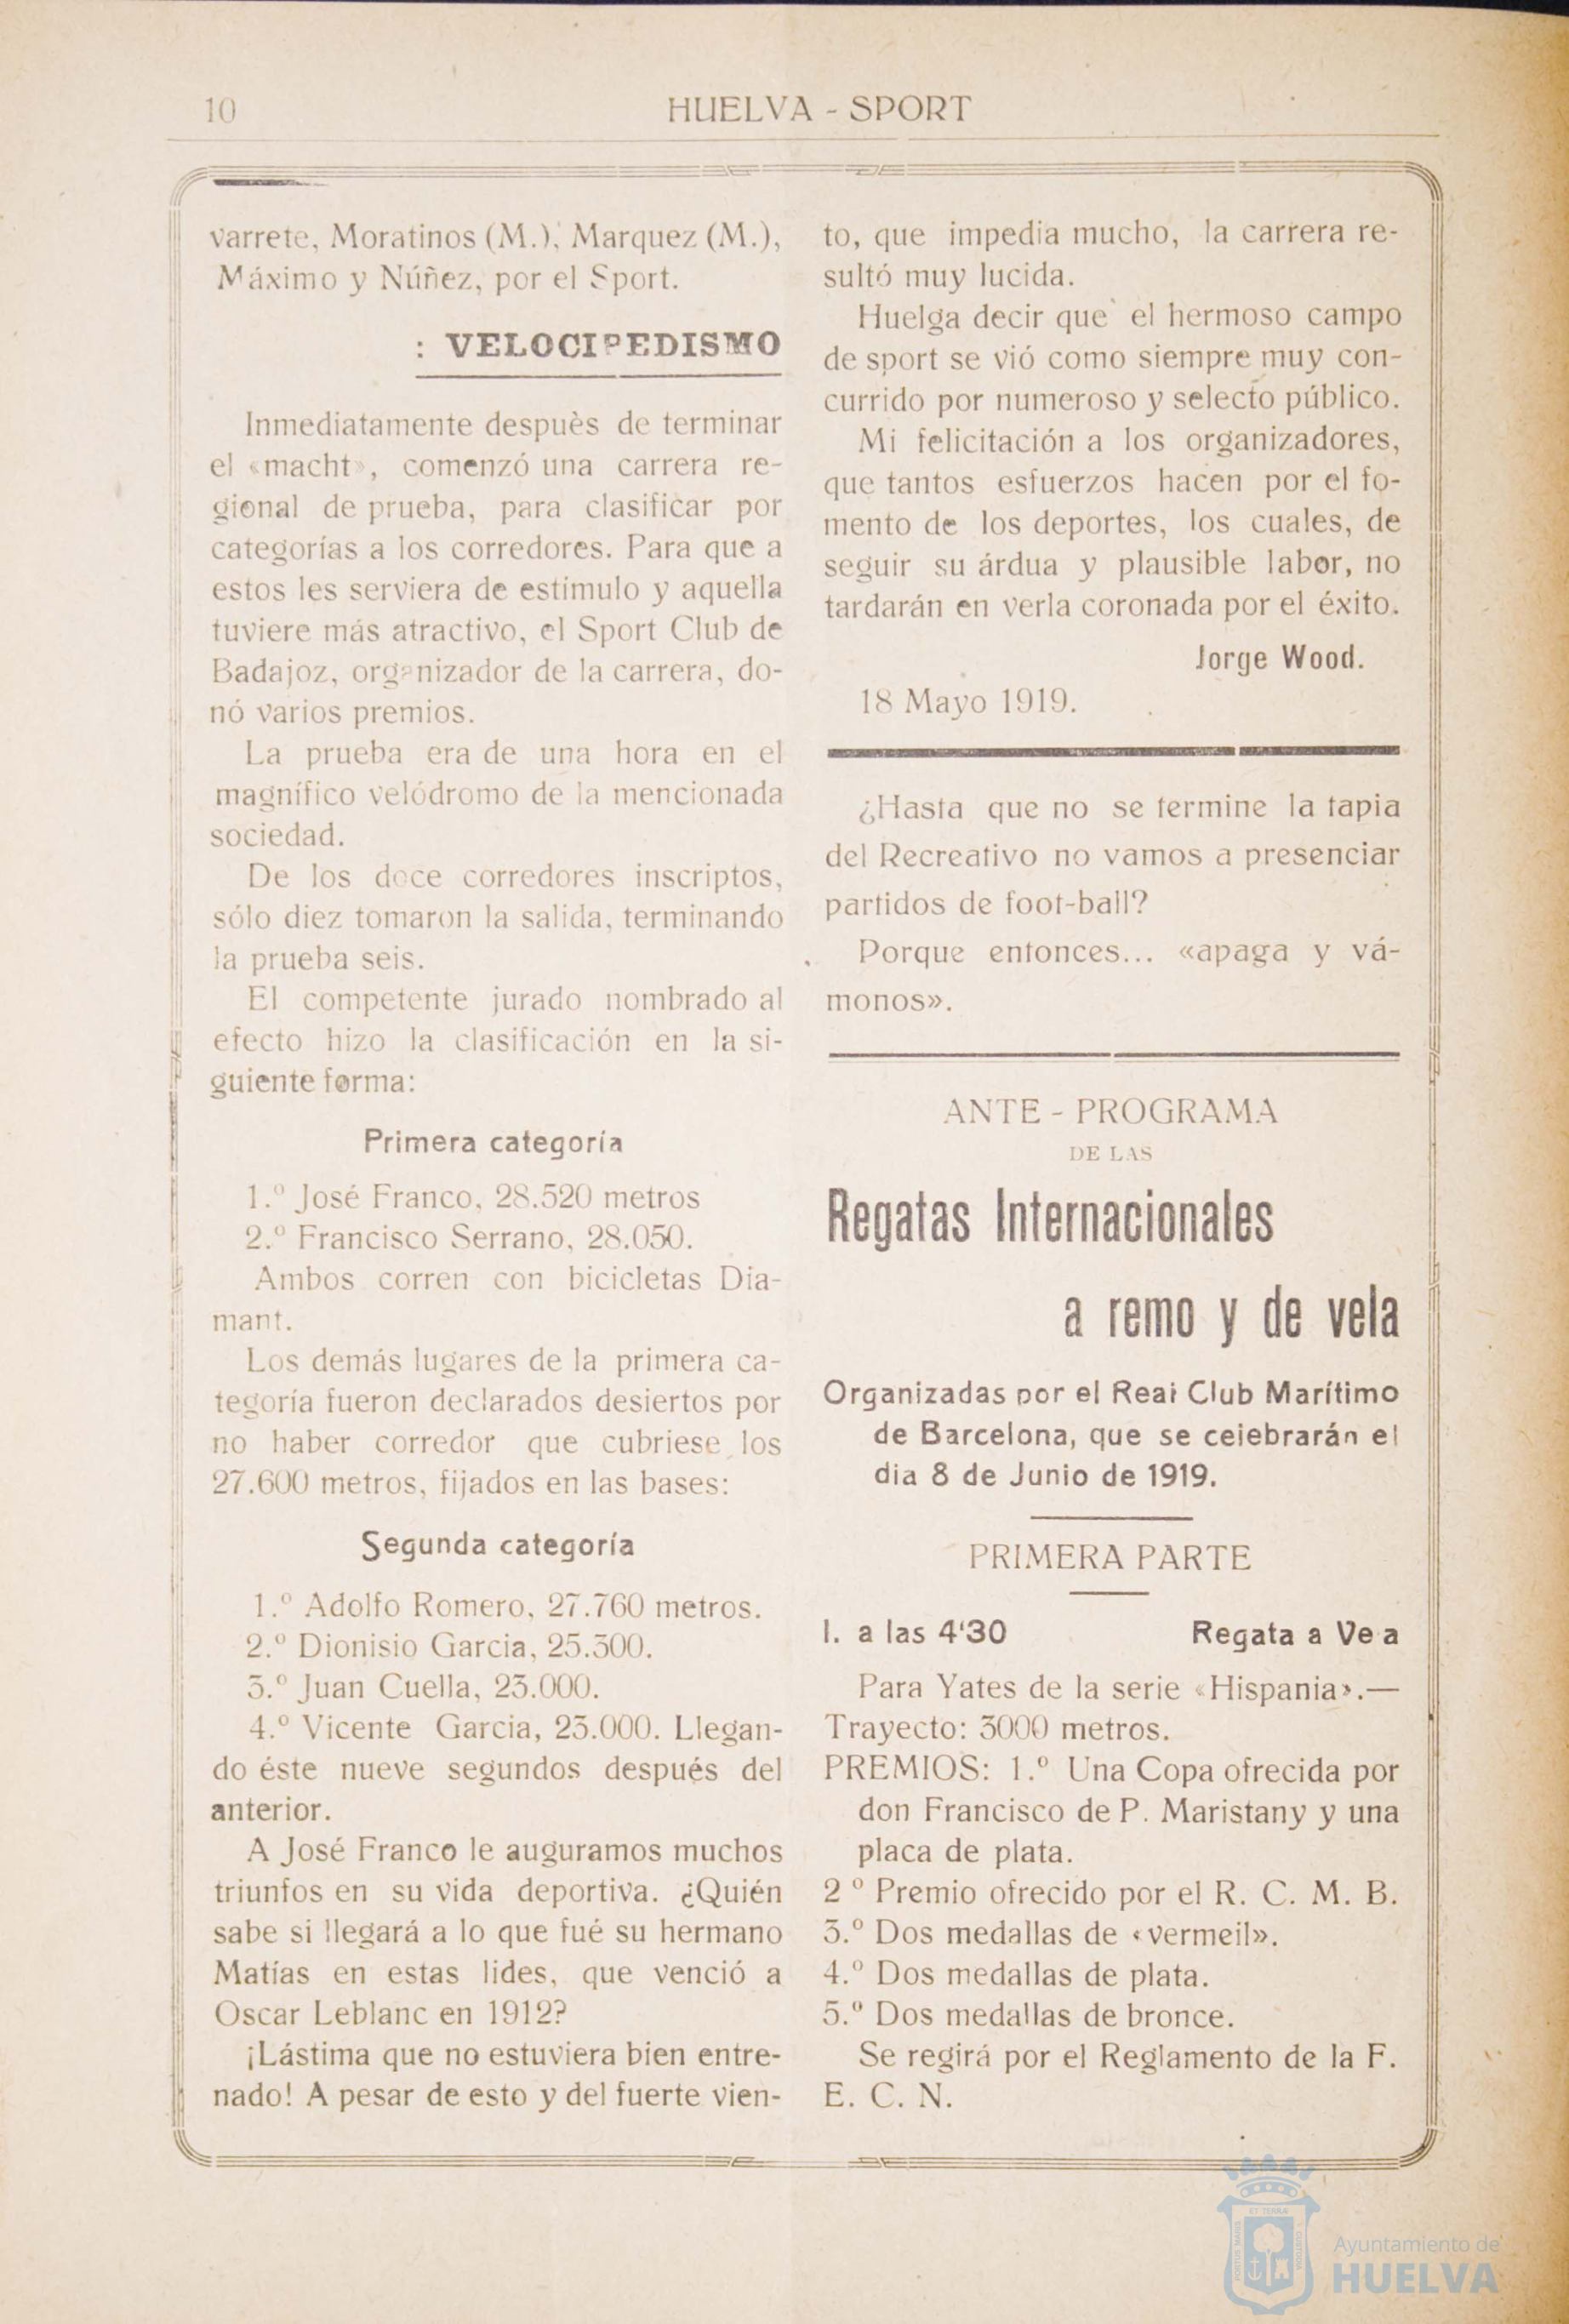 10
HUELVA - SPORT
varrete, Moratinos (M.), Marquez (M.),
Máximo y Núñez, por el Sport.
: VELOCIPEDISMO
Inmediatamente despuès de terminar
el «macht», comenzó una carrera re-
gional de prueba, para clasificar por
categorías a los corredores. Para que a
estos les serviera de estímulo y aquella
tuviere más atractivo, el Sport Club de
Badajoz, organizador de la carrera, do-
nó varios premios.
La prueba era de una hora en el
magnífico velódromo de la mencionada
sociedad.
De los doce corredores inscriptos,
sólo diez tomaron la salida, terminando
la prueba seis.
El competente jurado nombrado al
efecto hizo la clasificación en la si-
guiente forma:
Primera categoría
1.º José Franco, 28.520 metros
2.º Francisco Serrano, 28.050.
Ambos corren con bicicletas Dia-
mant.
Los demás lugares de la primera ca-
tegoría fueron declarados desiertos por
no haber corredor que cubriese los
27.600 metros, fijados en las bases:
Segunda categoría
1.º Adolfo Romero, 27.760 metros.
2.º Dionisio Garcia, 25.300.
3.º Juan Cuella, 23.000.
4.º Vicente Garcia, 23.000. Llegan-
do éste nueve segundos después del
anterior.
A José Franco le auguramos muchos
triunfos en su vida deportiva. ¿Quién
sabe si llegará a lo que fué su hermano
Matías en estas lides, que venció a
Oscar Leblanc en 1912?
¡Lástima que no estuviera bien entre-
nado! A pesar de esto y del fuerte vien-
to, que impedia mucho, la carrera re-
sultó muy lucida.
Huelga decir que el hermoso campo
de sport se vió como siempre muy con-
currido por numeroso y selecto público.
Mi felicitación a los organizadores,
que tantos esfuerzos hacen por el fo-
mento de los deportes, los cuales, de
seguir su árdua y plausible labor, no
tardarán en verla coronada por el éxito.
Jorge Wood.
18 Mayo 1919.
¿Hasta que no se termine la tapia
del Recreativo no vamos a presenciar
partidos de foot-ball?
Porque entonces... «apaga y vá-
monos».
ANTE - PROGRAMA
DE LAS
Regatas Internacionales
a remo y de vela
Organizadas por el Real Club Marítimo
de Barcelona, que se celebrarán el
dia 8 de Junio de 1919.
PRIMERA PARTE
I. a las 4'30 Regata a Ve a
Para Yates de la serie «Hispania».—
Trayecto: 3000 metros.
PREMIOS: 1.º Una Copa ofrecida por
don Francisco de P. Maristany y una
placa de plata.
2 º Premio ofrecido por el R. C. M. B.
3.º Dos medallas de «vermeil».
4.º Dos medallas de plata.
5.º Dos medallas de bronce.
Se regirá por el Reglamento de la F.
E. C. N.
Ayuntamiento de
HUELVA